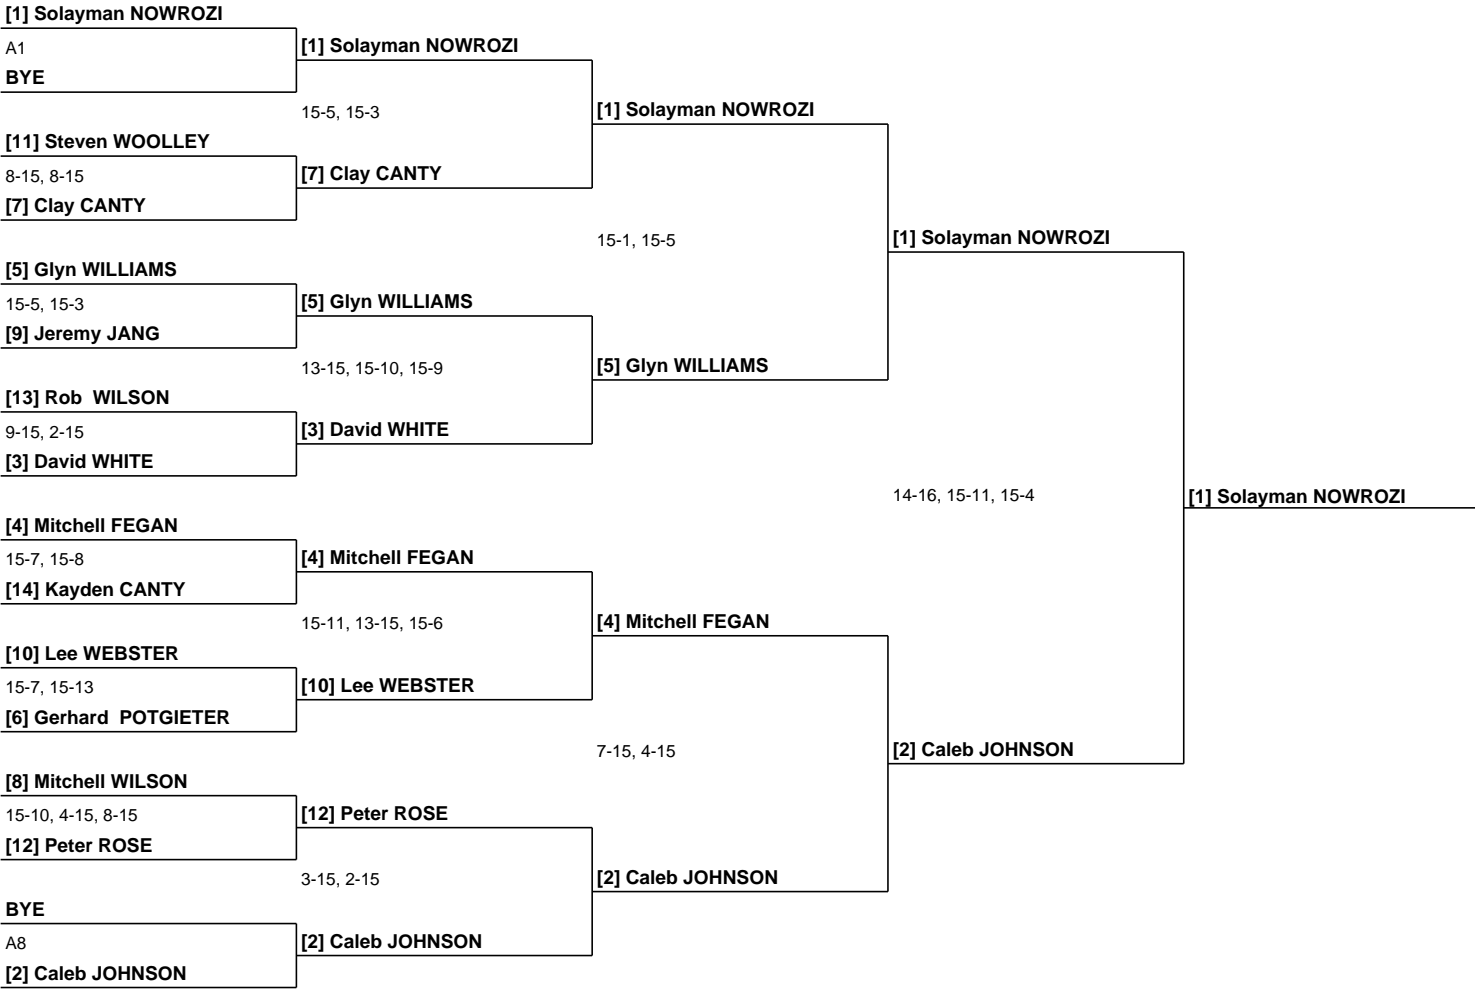 [1] Solayman NOWROZI
A1
BYE
[11] Steven WOOLLEY
8-15, 8-15
[7] Clay CANTY
[5] Glyn WILLIAMS
15-5, 15-3
[9] Jeremy JANG
[13] Rob  WILSON
9-15, 2-15
[3] David WHITE
[4] Mitchell FEGAN
15-7, 15-8
[14] Kayden CANTY
[10] Lee WEBSTER
15-7, 15-13
[6] Gerhard  POTGIETER
[8] Mitchell WILSON
15-10, 4-15, 8-15
[12] Peter ROSE
BYE
A8
[2] Caleb JOHNSON
[1] Solayman NOWROZI
15-5, 15-3
[7] Clay CANTY
[5] Glyn WILLIAMS
13-15, 15-10, 15-9
[3] David WHITE
[4] Mitchell FEGAN
15-11, 13-15, 15-6
[10] Lee WEBSTER
[12] Peter ROSE
3-15, 2-15
[2] Caleb JOHNSON
[1] Solayman NOWROZI
15-1, 15-5
[5] Glyn WILLIAMS
[4] Mitchell FEGAN
7-15, 4-15
[2] Caleb JOHNSON
[1] Solayman NOWROZI
14-16, 15-11, 15-4
[2] Caleb JOHNSON
[1] Solayman NOWROZI